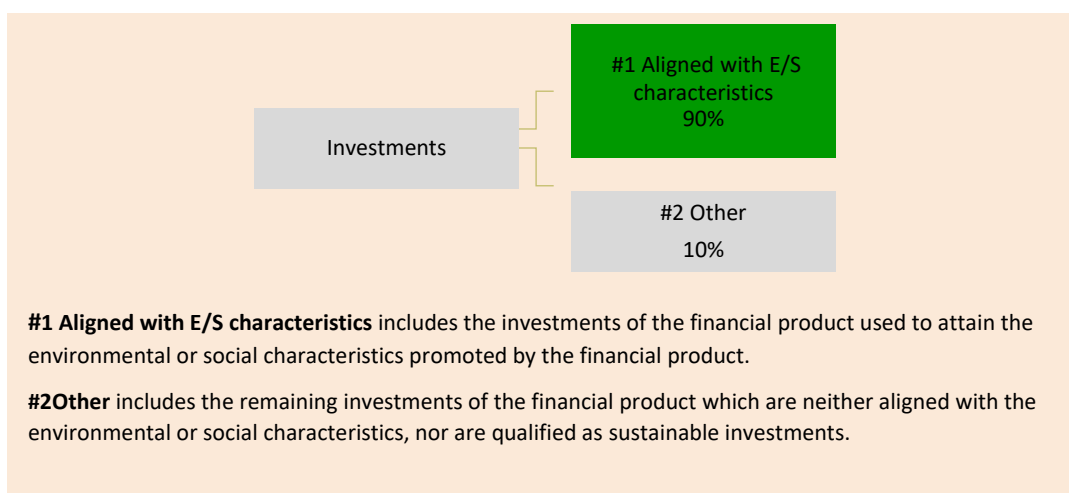 #1 Aligned with E/S
characteristics
90%
Investments
#2 Other
10%
#1 Aligned with E/S characteristics includes the investments of the financial product used to attain the
environmental or social characteristics promoted by the financial product.
#2Other includes the remaining investments of the financial product which are neither aligned with the
environmental or social characteristics, nor are qualified as sustainable investments.